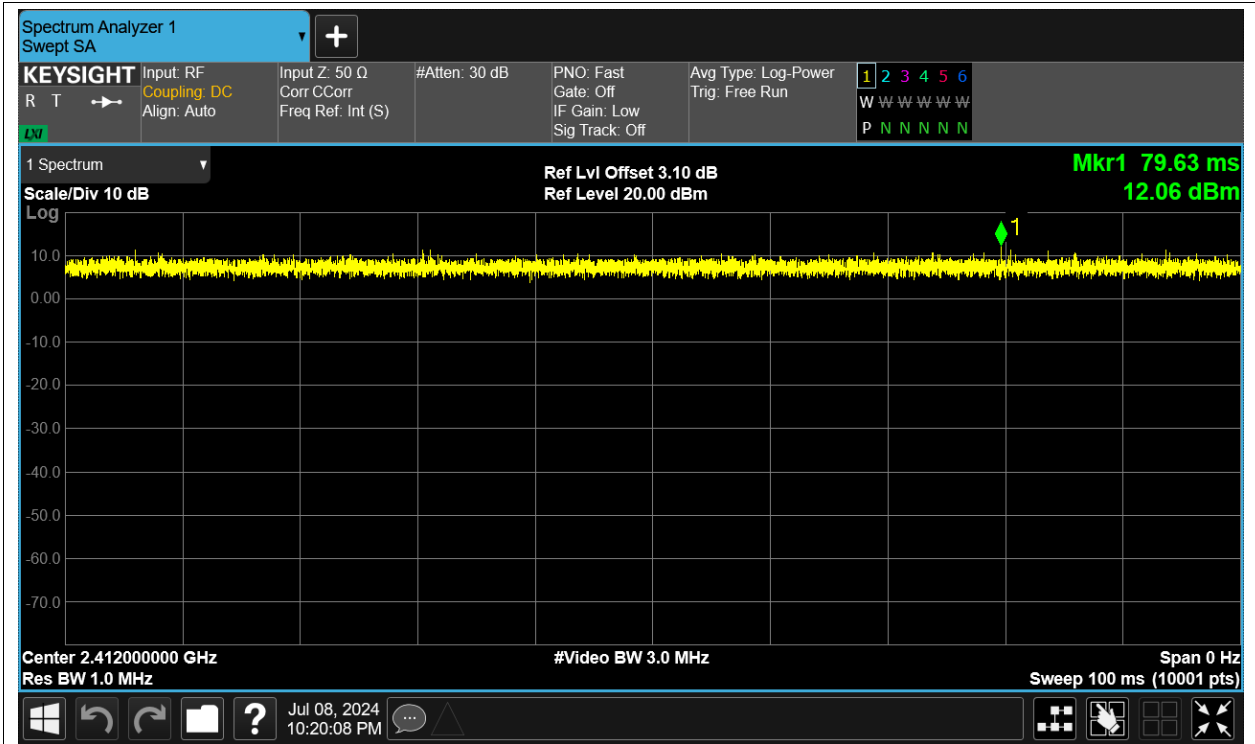 Spectrum Analyzer 1
Swept SA
+
KEYSIGHT
R T
LXI
Input: RF
Coupling: DC
Align: Auto
Input Z: 50 Ω
Corr CCorr
Freq Ref: Int (S)
#Atten: 30 dB
PNO: Fast
Gate: Off
IF Gain: Low
Sig Track: Off
Avg Type: Log-Power
Trig: Free Run
1 2 3 4 5 6
W W W W W W
P N N N N N
1 Spectrum
Scale/Div 10 dB
Log
Ref Lvl Offset 3.10 dB
Ref Level 20.00 dBm
Mkr1 79.63 ms
12.06 dBm
1
10.0
0.00
-10.0
-20.0
-30.0
-40.0
-50.0
-60.0
-70.0
Center 2.412000000 GHz
Res BW 1.0 MHz
#Video BW 3.0 MHz
Span 0 Hz
Sweep 100 ms (10001 pts)
?
Jul 08, 2024
10:20:08 PM